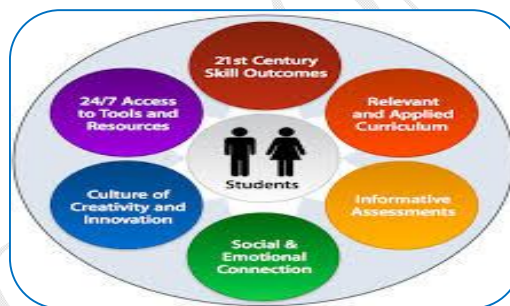 21st Century
Skill Outcomes
24/7 Access
to Tools and
Resources
Relevant
and Applied
Curriculum
Students
Culture of
Creativity and
Innovation
Informative
Assessments
Social &
Emotional
Connection